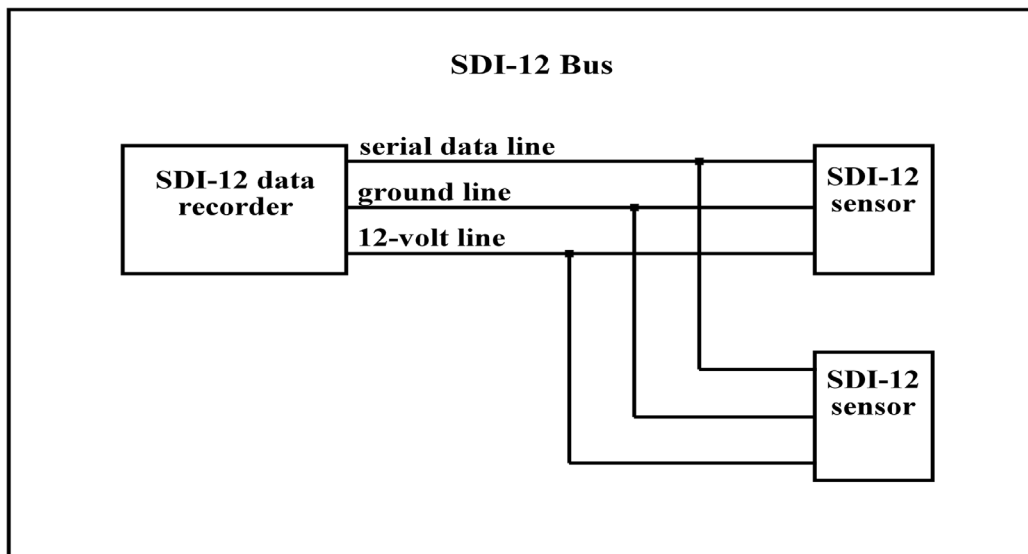 SDI-12 Bus
serial data line
SDI-12 data
recorder
ground line
12-volt line
SDI-12
sensor
SDI-12
sensor